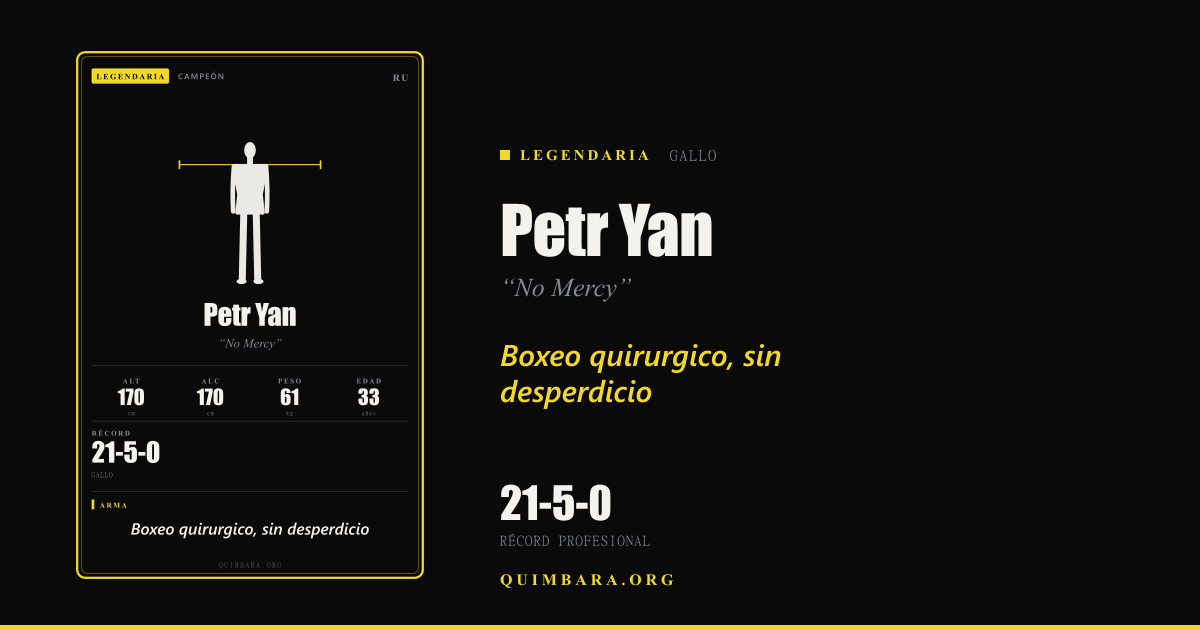 LEGENDARIA CAMPEÓN RU
Petr Yan
“No Mercy”
ALT ALC PESO EDAD
170 170 61 33
cm cm kg años
RÉCORD
21-5-0
GALLO
ARMA
Boxeo quirurgico, sin desperdicio
QUIMBARA.ORG
LEGENDARIA GALLO
Petr Yan
“No Mercy”
Boxeo quirurgico, sin
desperdicio
21-5-0
RÉCORD PROFESIONAL
QUIMBARA.ORG